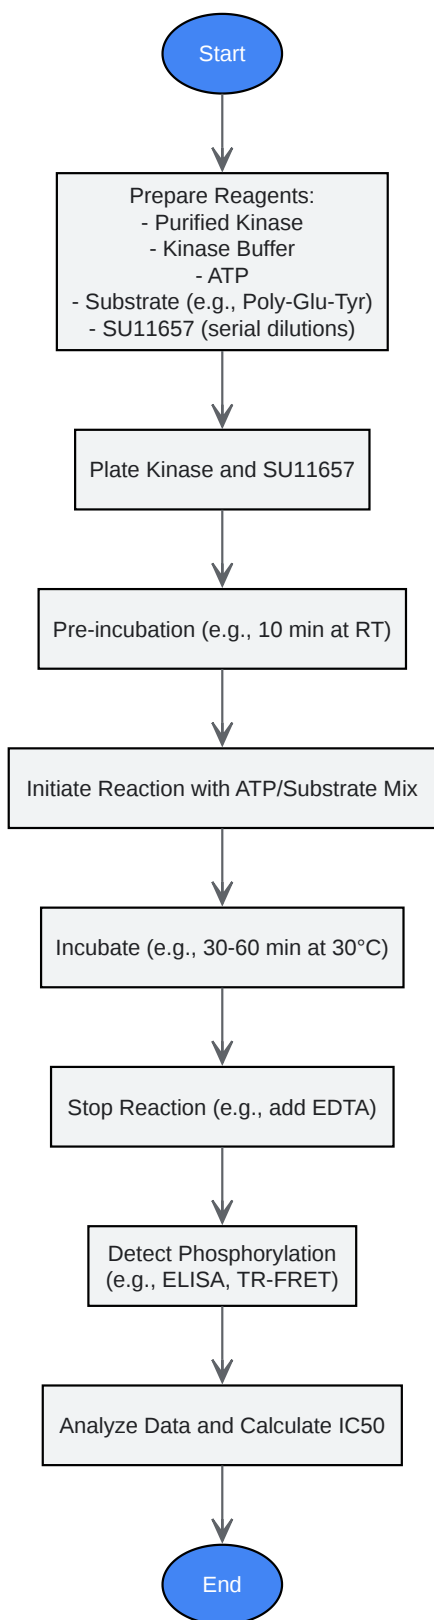 Start
Prepare Reagents:
- Purified Kinase
- Kinase Buffer
- ATP
- Substrate (e.g., Poly-Glu-Tyr)
- SU11657 (serial dilutions)
Plate Kinase and SU11657
Pre-incubation (e.g., 10 min at RT)
Initiate Reaction with ATP/Substrate Mix
Incubate (e.g., 30-60 min at 30°C)
Stop Reaction (e.g., add EDTA)
Detect Phosphorylation
(e.g., ELISA, TR-FRET)
Analyze Data and Calculate IC50
End